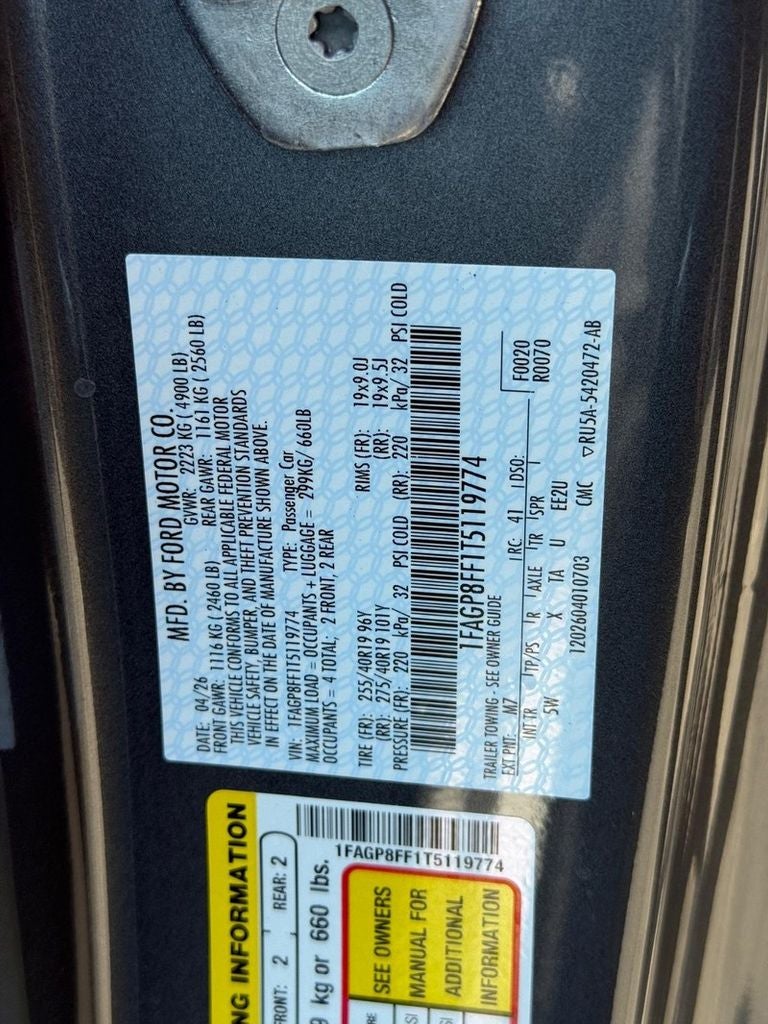 MFD. BY FORD MOTOR CO.
DATE: 04/26 GVWR: 2223 KG ( 4900 LB)
FRONT GAWR: 1116 KG ( 2460 LB) REAR GAWR: 1161 KG ( 2560 LB)
THIS VEHICLE CONFORMS TO ALL APPLICABLE FEDERAL MOTOR
VEHICLE SAFETY, BUMPER, AND THEFT PREVENTION STANDARDS
IN EFFECT ON THE DATE OF MANUFACTURE SHOWN ABOVE.
VIN: 1FAGP8FF1T5119774 TYPE: Passenger Car
MAXIMUM LOAD = OCCUPANTS + LUGGAGE = 299KG/ 660LB
OCCUPANTS = 4 TOTAL; 2 FRONT, 2 REAR
TIRE (FR): 255/40R19 96Y RIMS (FR): 19x9.0J
(RR): 275/40R19 101Y (RR): 19x9.5J
PRESSURE (FR): 220 kPa/ 32 PSI COLD (RR): 220 kPa/ 32 PSI COLD
1FAGP8FF1T5119774
TRAILER TOWING - SEE OWNER GUIDE
EXT PNT: M7 RC: 41 DSO: F0020
R0070
INT TR TP/PS R AXLE TR SPR
5W X TA U EE2U
1202604010703 CMC ▽RU5A-5420472-AB
NG INFORMATION
FRONT: 2 REAR: 2
9 kg or 660 lbs.
1FAGP8FF1T5119774
SEE OWNERS
MANUAL FOR
ADDITIONAL
INFORMATION